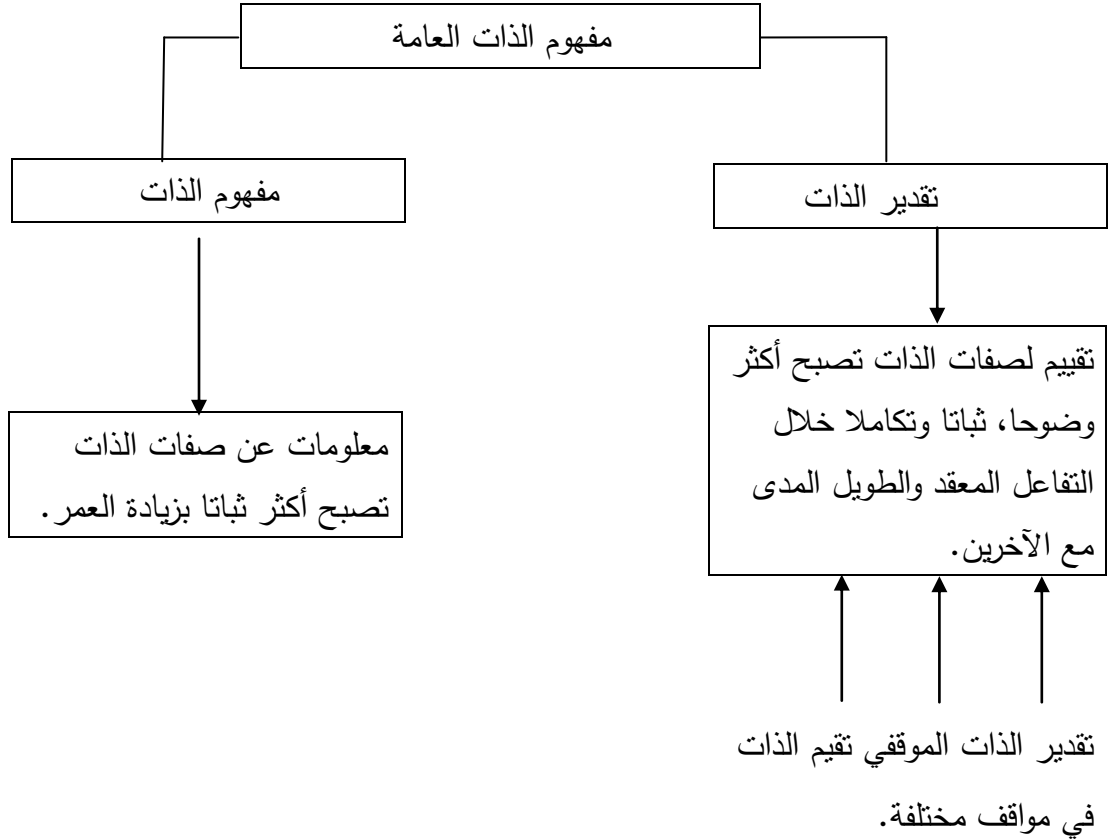 مفهوم الذات العامة
تقدير الذات
مفهوم الذات
تقييم لصفات الذات تصبح أكثر
وضوحا، ثباتا وتكاملا خلال
التفاعل المعقد والطويل المدى
مع الآخرين.
معلومات عن صفات الذات
تصبح أكثر ثباتا بزيادة العمر.
تقدير الذات الموقفي تقيم الذات
في مواقف مختلفة.